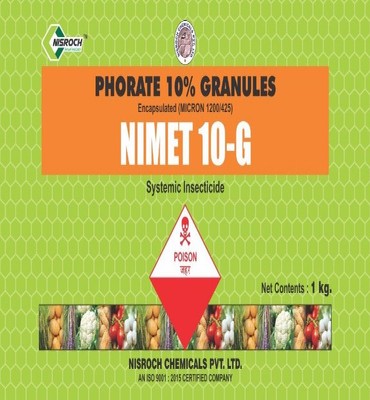 NISROCH
PHORATE 10% GRANULES
Encapsulated (MICRON 1200/425)
NIMET 10-G
Systemic Insecticide
POISON
जहर
Net Contents : 1 kg.
NISROCH CHEMICALS PVT. LTD.
AN ISO 9001 : 2015 CERTIFIED COMPANY